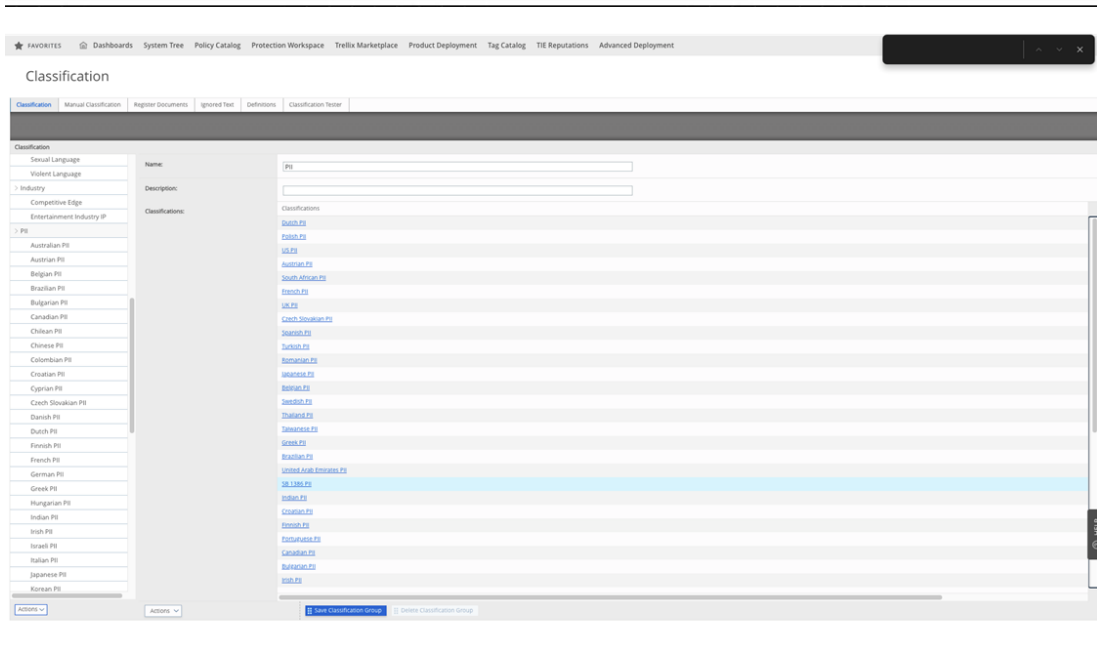 FAVORITES Dashboards System Tree Policy Catalog Protection Workspace Trellix Marketplace Product Deployment Tag Catalog TIE Reputations Advanced Deployment
Classification
Classification Manual Classification Register Documents Ignored Text Definitions Classification Tester
Classification
Sexual Language
Violent Language
Industry
Competitive Edge
Entertainment Industry IP
PII
Australian PII
Austrian PII
Belgian PII
Brazilian PII
Bulgarian PII
Canadian PII
Chilean PII
Chinese PII
Colombian PII
Croatian PII
Cyprian PII
Czech Slovakian PII
Danish PII
Dutch PII
Finnish PII
French PII
German PII
Greek PII
Hungarian PII
Indian PII
Irish PII
Israeli PII
Italian PII
Japanese PII
Korean PII
Actions
Name:
PII
Description:
Classifications:
Classifications
Dutch PII
Polish PII
US PII
Austrian PII
South African PII
French PII
UK PII
Czech Slovakian PII
Spanish PII
Turkish PII
Romanian PII
Japanese PII
Belgian PII
Swedish PII
Thailand PII
Taiwanese PII
Greek PII
Brazilian PII
United Arab Emirates PII
SB 1386 PII
Indian PII
Croatian PII
Finnish PII
Portuguese PII
Canadian PII
Bulgarian PII
Irish PII
Actions
Save Classification Group
Delete Classification Group
HELP